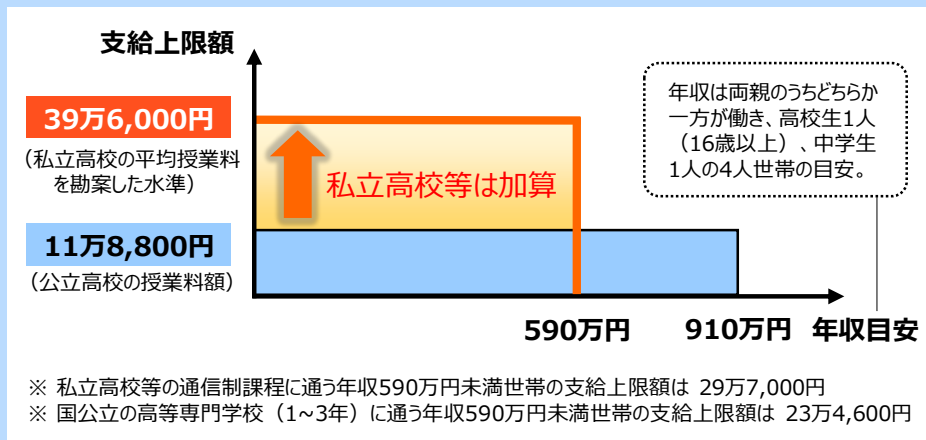 支給上限額
39万6,000円
（私立高校の平均授業料
を勘案した水準）
私立高校等は加算
11万8,800円
（公立高校の授業料額）
年収は両親のうちどちらか
一方が働き、高校生1人
（16歳以上）、中学生
1人の4人世帯の目安。
590万円
910万円
年収目安
※ 私立高校等の通信制課程に通う年収590万円未満世帯の支給上限額は 29万7,000円
※ 国公立の高等専門学校（1~3年）に通う年収590万円未満世帯の支給上限額は 23万4,600円